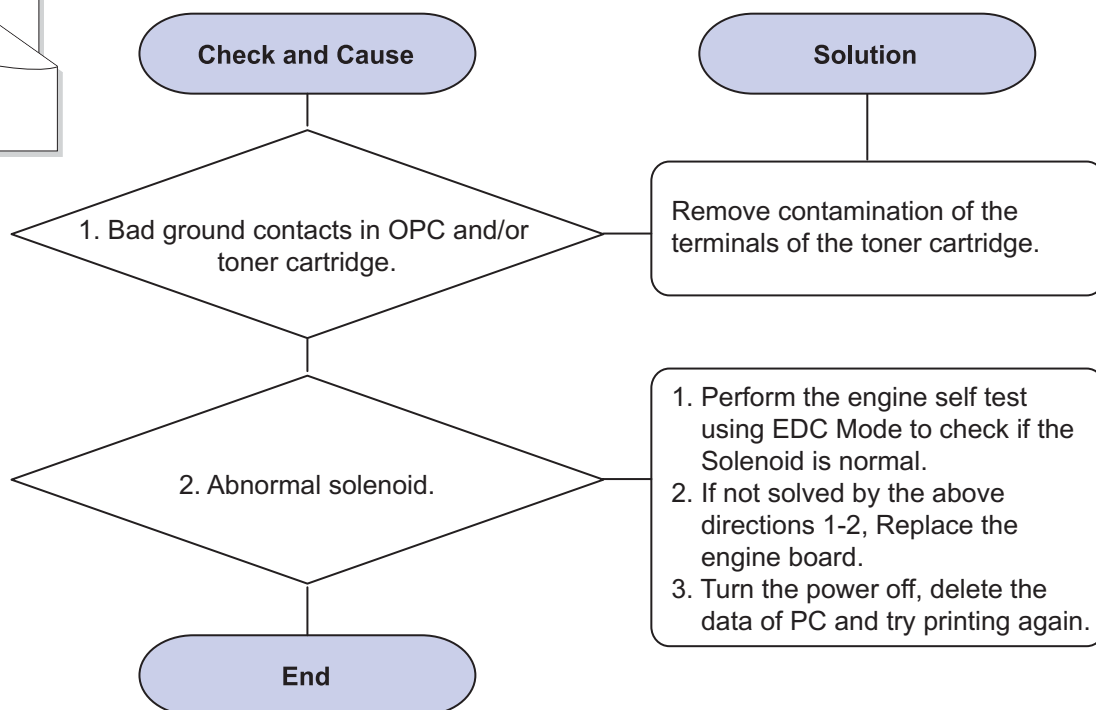 Check and Cause
Solution
1. Bad ground contacts in OPC and/or
toner cartridge.
Remove contamination of the
terminals of the toner cartridge.
2. Abnormal solenoid.
1. Perform the engine self test
using EDC Mode to check if the
Solenoid is normal.
2. If not solved by the above
directions 1-2, Replace the
engine board.
3. Turn the power off, delete the
data of PC and try printing again.
End